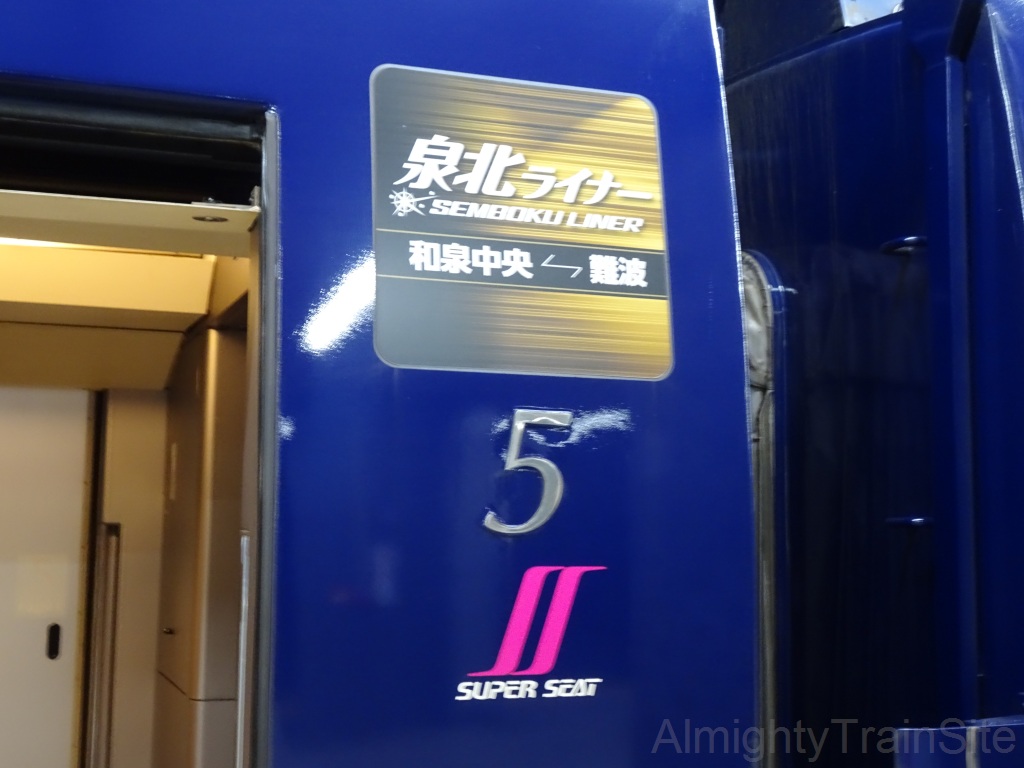 泉北ライナー
SEMBOKU LINER
和泉中央 ⇆ 難波
5
SUPER SEAT
AlmightyTrainSite